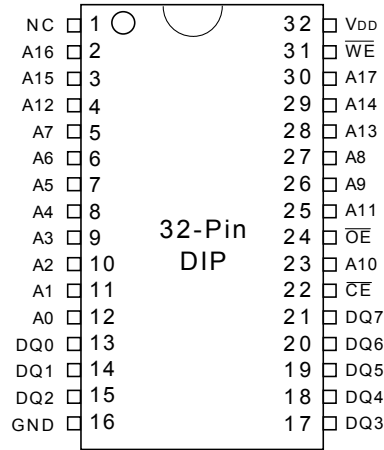 NC 1 32 VDD
A16 2 31 W̅E̅
A15 3 30 A17
A12 4 29 A14
A7 5 28 A13
A6 6 27 A8
A5 7 26 A9
A4 8 25 A11
A3 9 32-Pin 24 O̅E̅
A2 10 DIP 23 A10
A1 11 22 C̅E̅
A0 12 21 DQ7
DQ0 13 20 DQ6
DQ1 14 19 DQ5
DQ2 15 18 DQ4
GND 16 17 DQ3